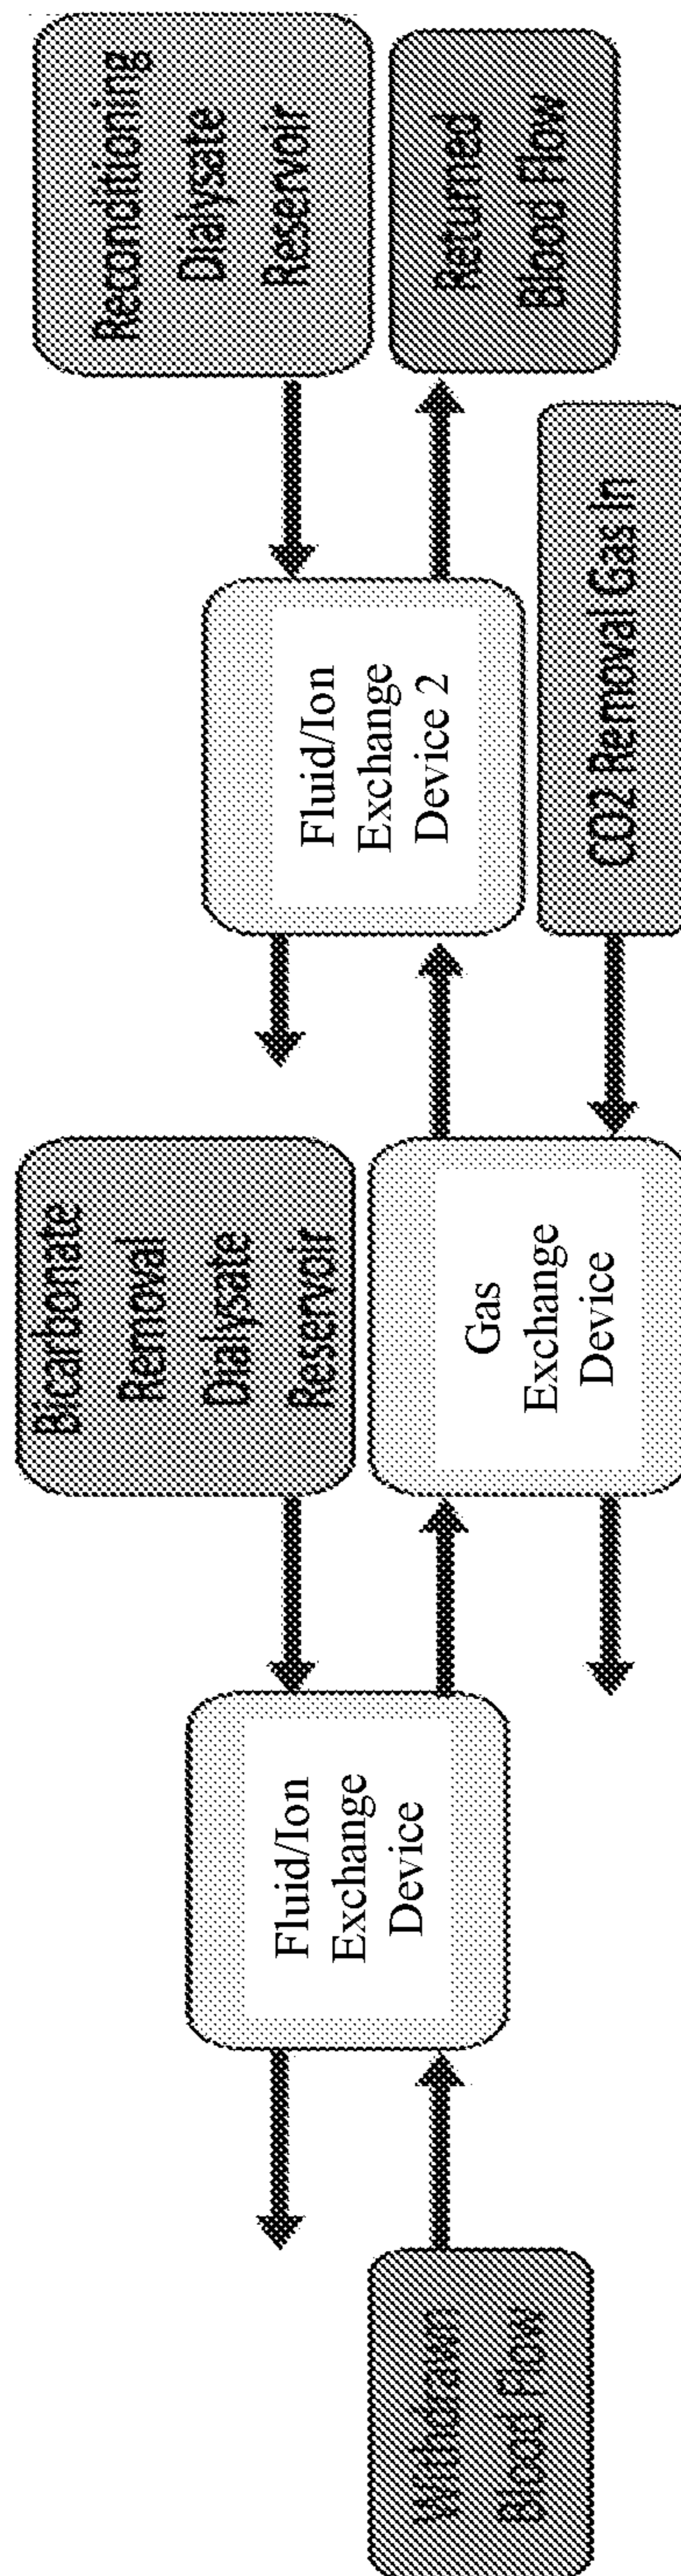 Withdrawn
Blood Flow
Fluid/Ion
Exchange
Device
Bicarbonate
Removal
Dialysate
Reservoir
Gas
Exchange
Device
Fluid/Ion
Exchange
Device 2
CO2 Removal Gas In
Reconditioning
Dialysate
Reservoir
Returned
Blood Flow